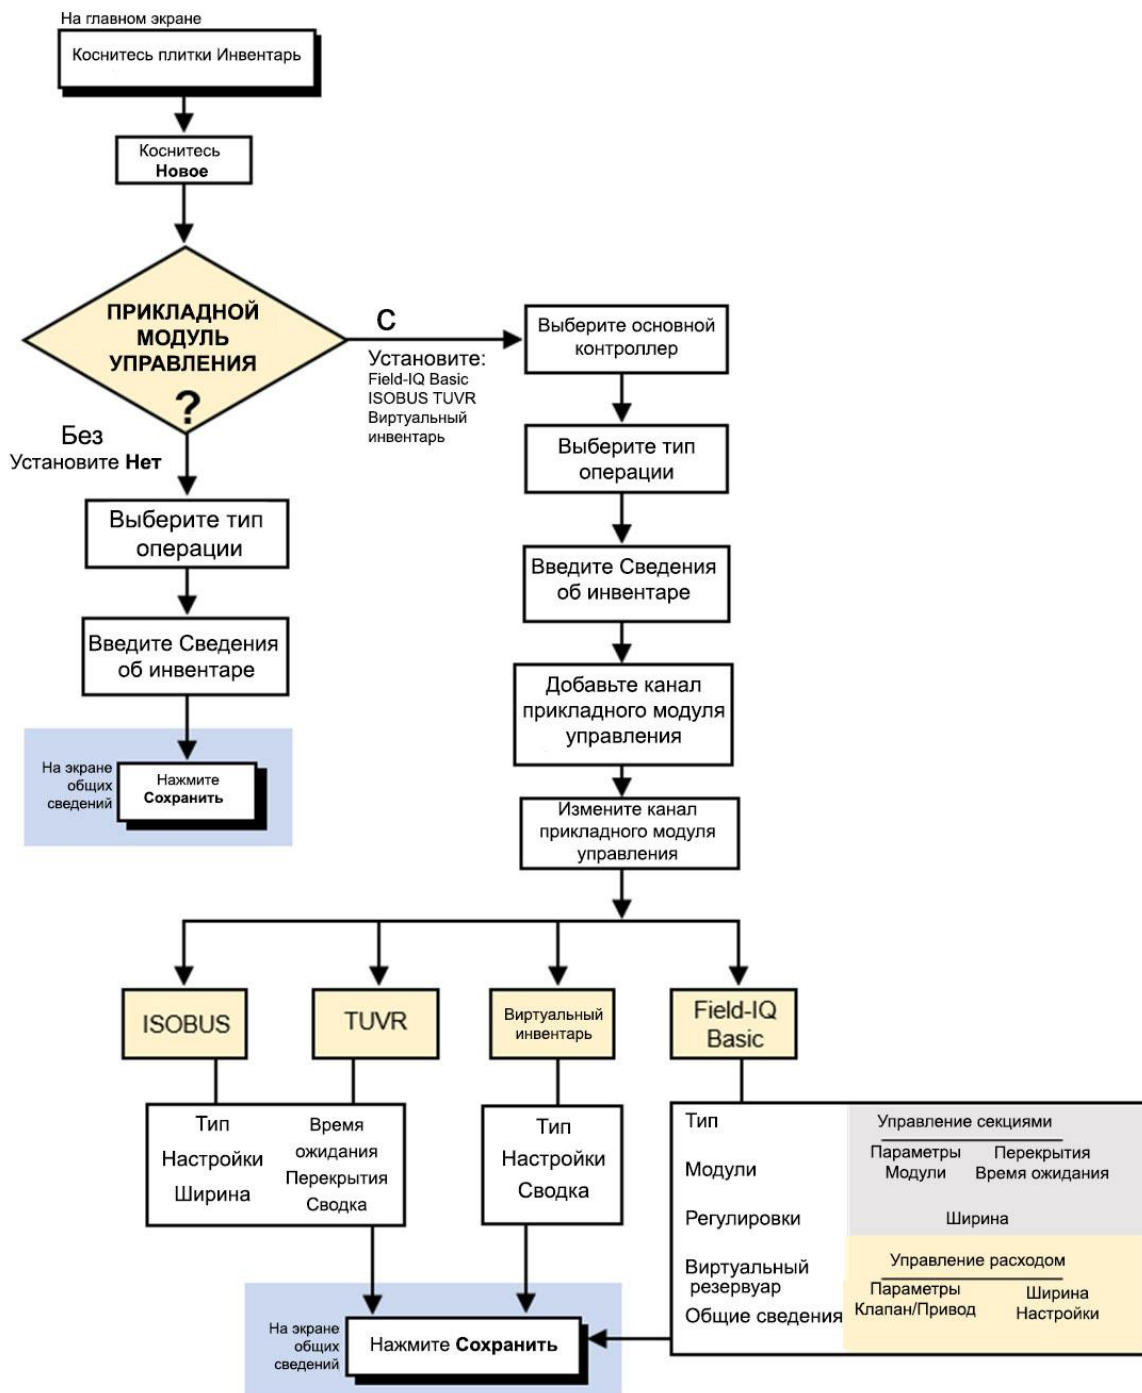 На главном экране
Коснитесь плитки Инвентарь
Коснитесь
Новое
ПРИКЛАДНОЙ
МОДУЛЬ
УПРАВЛЕНИЯ
?
С
Установите:
Field-IQ Basic
ISOBUS TUVR
Виртуальный
инвентарь
Без
Установите Нет
Выберите тип
операции
Введите Сведения
об инвентаре
На экране
общих
сведений
Нажмите
Сохранить
Выберите основной
контроллер
Выберите тип
операции
Введите Сведения
об инвентаре
Добавьте канал
прикладного модуля
управления
Измените канал
прикладного модуля
управления
ISOBUS
TUVR
Виртуальный
инвентарь
Field-IQ
Basic
Тип
Настройки
Ширина
Время
ожидания
Перекрытия
Сводка
Тип
Настройки
Сводка
Тип
Модули
Регулировки
Виртуальный
резервуар
Общие сведения
Управление секциями
Параметры Перекрытия
Модули Время ожидания
Ширина
Управление расходом
Параметры Ширина
Клапан/Привод Настройки
На экране
общих
сведений
Нажмите Сохранить